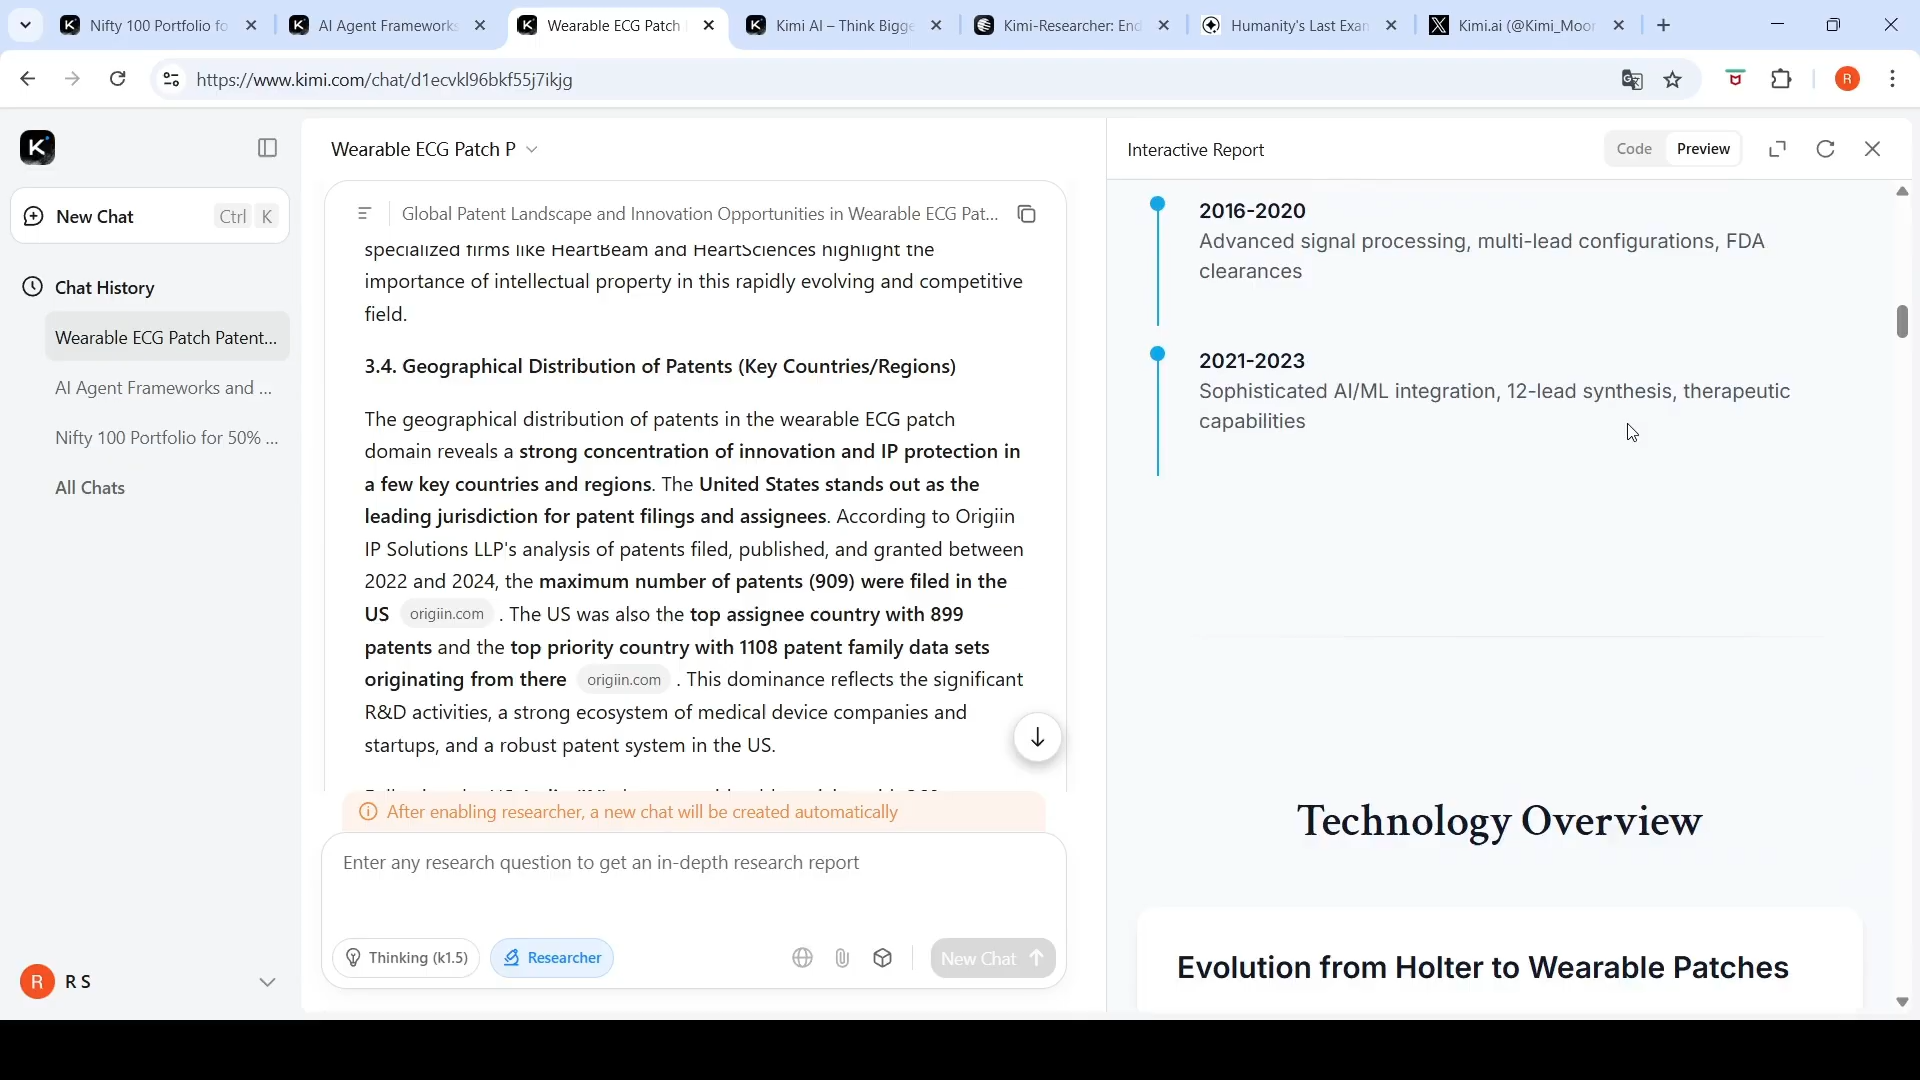 Nifty 100 Portfolio fo
AI Agent Frameworks
Wearable ECG Patch
Kimi AI – Think Bigge
Kimi-Researcher: End
Humanity's Last Exam
Kimi.ai (@Kimi_Moon
https://www.kimi.com/chat/d1ecvkl96bkf55j7ikjg
R
K
New Chat
Ctrl K
Chat History
Wearable ECG Patch Patent...
AI Agent Frameworks and ...
Nifty 100 Portfolio for 50% ...
All Chats
R
R S
Wearable ECG Patch P
Global Patent Landscape and Innovation Opportunities in Wearable ECG Pat...
specialized firms like HeartBeam and HeartSciences highlight the
importance of intellectual property in this rapidly evolving and competitive
field.
3.4. Geographical Distribution of Patents (Key Countries/Regions)
The geographical distribution of patents in the wearable ECG patch
domain reveals a strong concentration of innovation and IP protection in
a few key countries and regions. The United States stands out as the
leading jurisdiction for patent filings and assignees. According to Origiin
IP Solutions LLP's analysis of patents filed, published, and granted between
2022 and 2024, the maximum number of patents (909) were filed in the
US origiin.com . The US was also the top assignee country with 899
patents and the top priority country with 1108 patent family data sets
originating from there origiin.com . This dominance reflects the significant
R&D activities, a strong ecosystem of medical device companies and
startups, and a robust patent system in the US.
After enabling researcher, a new chat will be created automatically
Enter any research question to get an in-depth research report
Thinking (k1.5)
Researcher
New Chat
Interactive Report
Code
Preview
2016-2020
Advanced signal processing, multi-lead configurations, FDA
clearances
2021-2023
Sophisticated AI/ML integration, 12-lead synthesis, therapeutic
capabilities
Technology Overview
Evolution from Holter to Wearable Patches